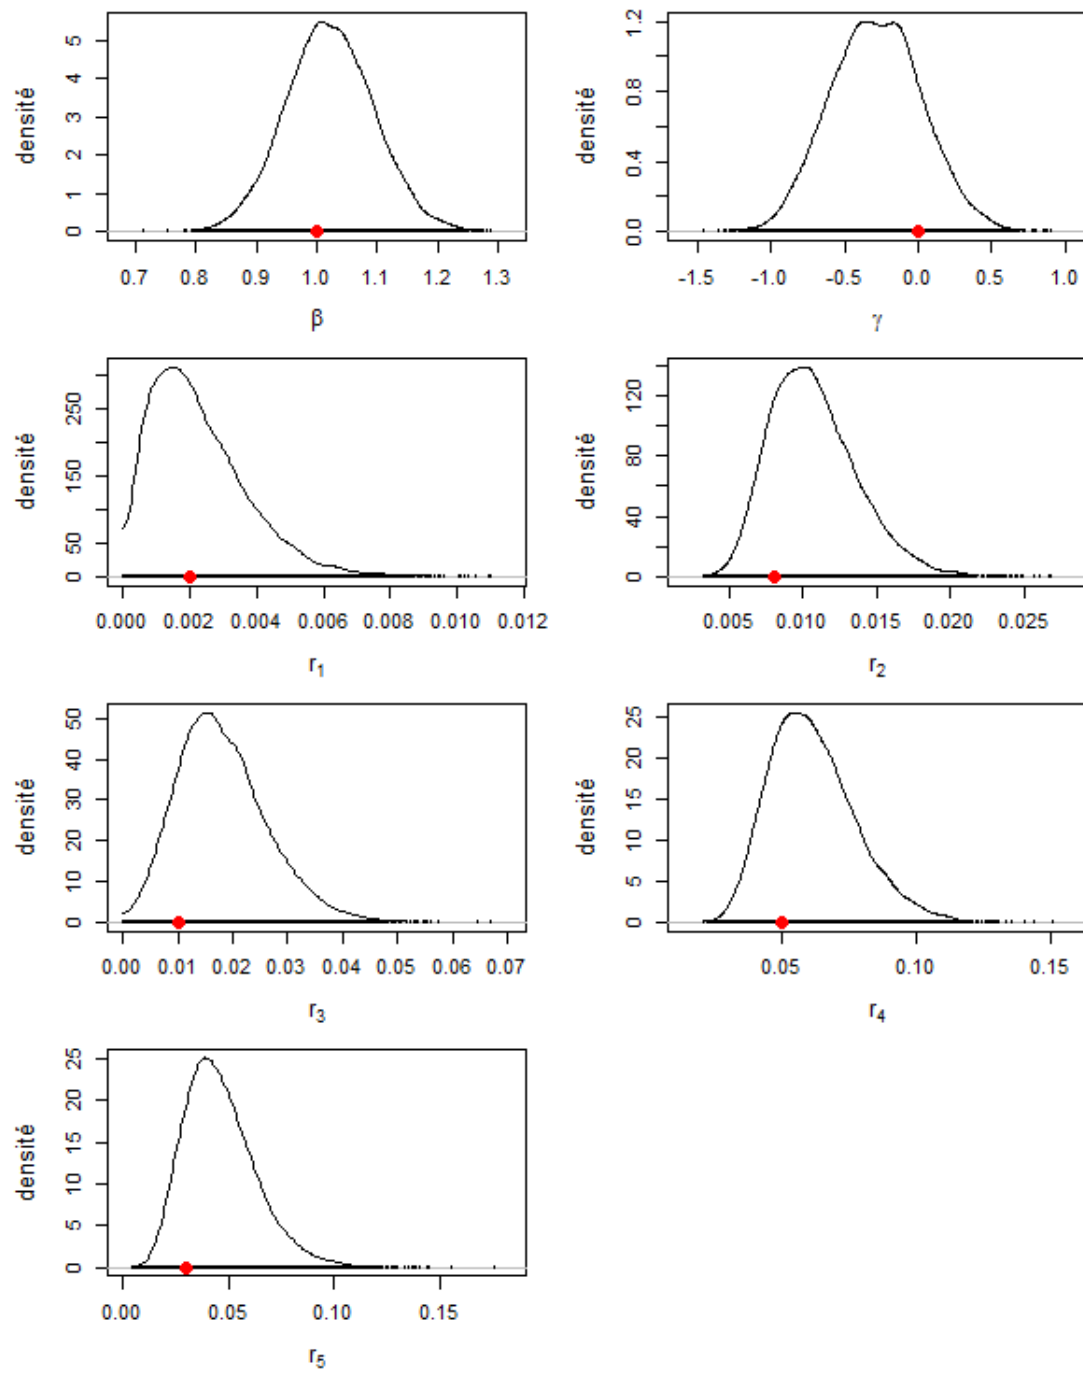 densité
0 1 2 3 4 5
0.7 0.8 0.9 1.0 1.1 1.2 1.3
β
densité
0.0 0.4 0.8 1.2
-1.5 -1.0 -0.5 0.0 0.5 1.0
γ
densité
0 50 150 250
0.000 0.002 0.004 0.006 0.008 0.010 0.012
r1
densité
0 40 80 120
0.005 0.010 0.015 0.020 0.025
r2
densité
0 10 20 30 40 50
0.00 0.01 0.02 0.03 0.04 0.05 0.06 0.07
r3
densité
0 5 10 15 20 25
0.05 0.10 0.15
r4
densité
0 5 10 15 20 25
0.00 0.05 0.10 0.15
r5